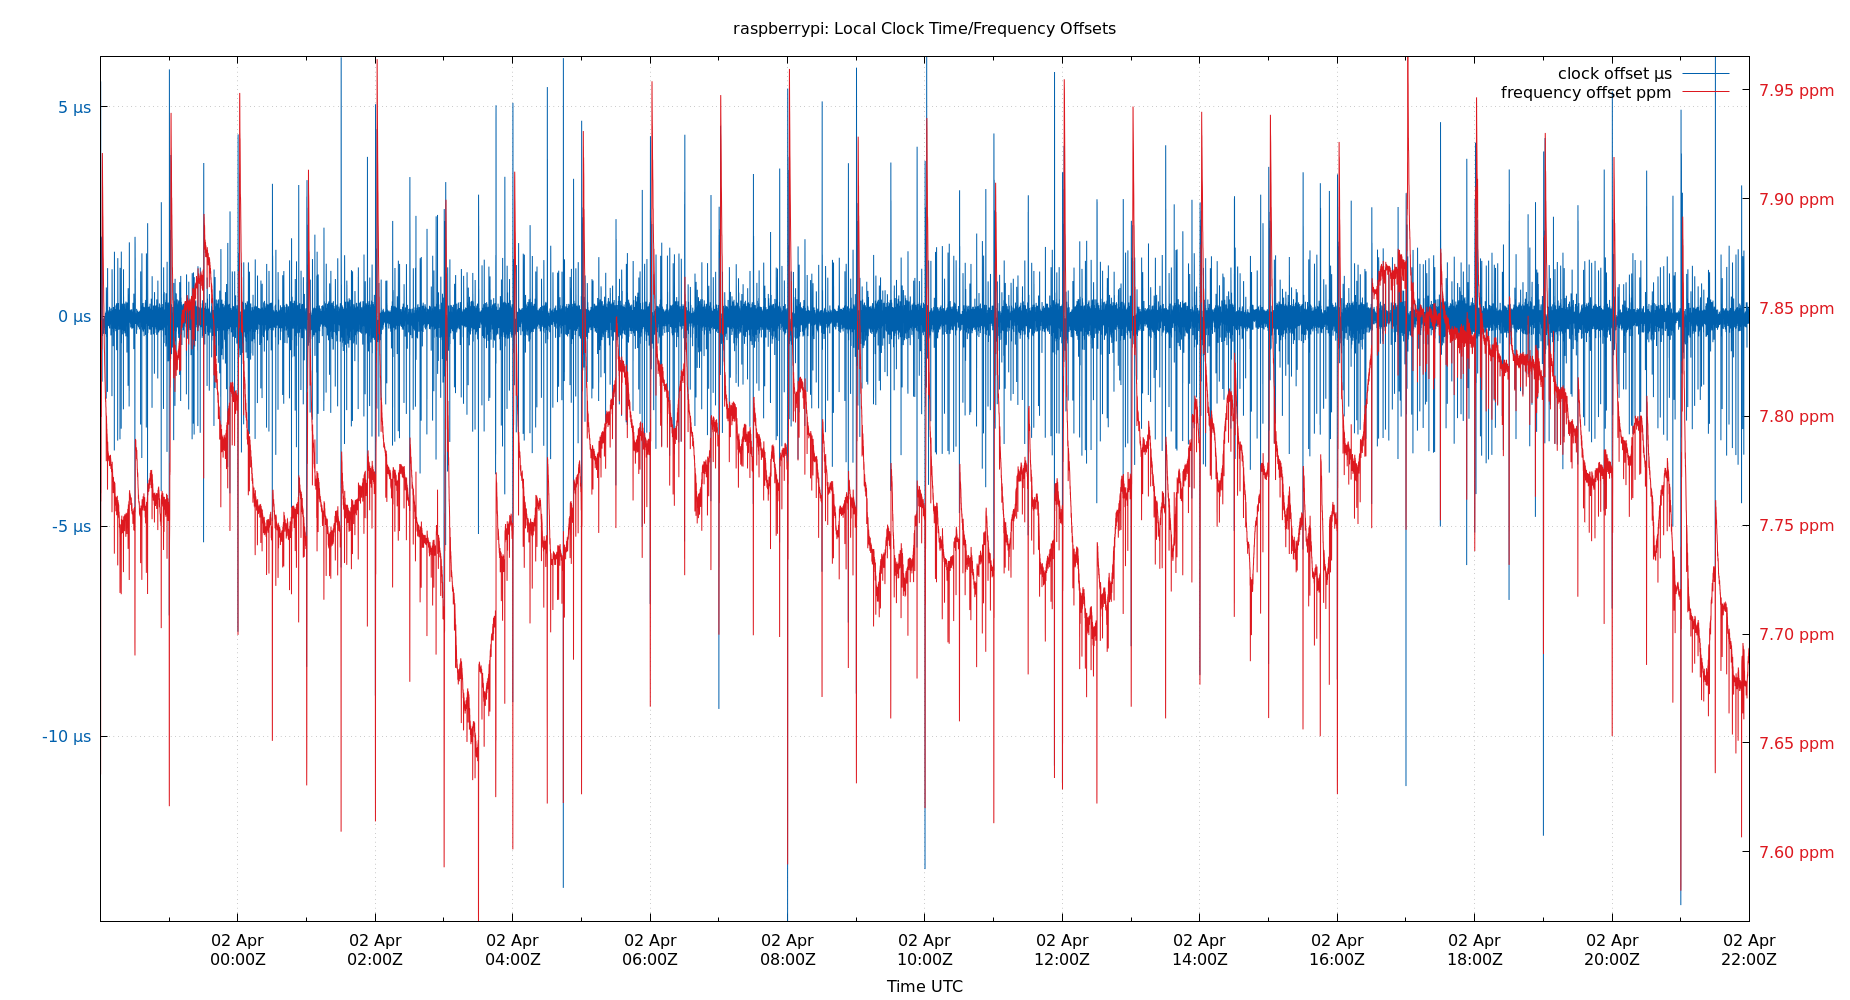 raspberrypi: Local Clock Time/Frequency Offsets
clock offset µs
frequency offset ppm
5 µs
0 µs
-5 µs
-10 µs
7.95 ppm
7.90 ppm
7.85 ppm
7.80 ppm
7.75 ppm
7.70 ppm
7.65 ppm
7.60 ppm
02 Apr 02 Apr 02 Apr 02 Apr 02 Apr 02 Apr 02 Apr 02 Apr 02 Apr 02 Apr 02 Apr 02 Apr
00:00Z 02:00Z 04:00Z 06:00Z 08:00Z 10:00Z 12:00Z 14:00Z 16:00Z 18:00Z 20:00Z 22:00Z
Time UTC